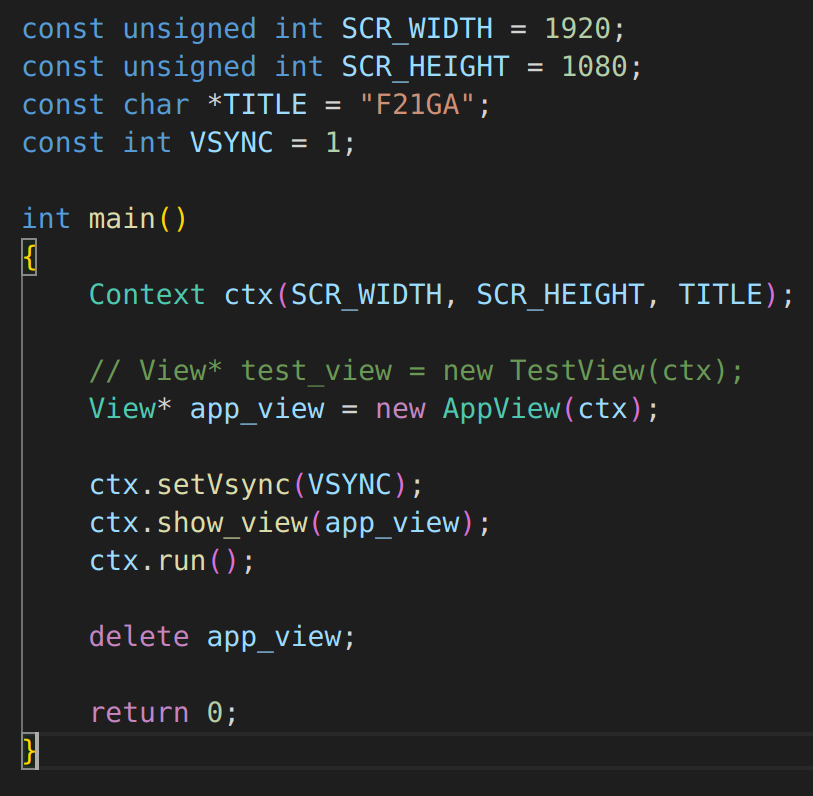 const unsigned int SCR_WIDTH = 1920;
const unsigned int SCR_HEIGHT = 1080;
const char *TITLE = "F21GA";
const int VSYNC = 1;

int main()
{
    Context ctx(SCR_WIDTH, SCR_HEIGHT, TITLE);

    // View* test_view = new TestView(ctx);
    View* app_view = new AppView(ctx);

    ctx.setVsync(VSYNC);
    ctx.show_view(app_view);
    ctx.run();

    delete app_view;

    return 0;
}